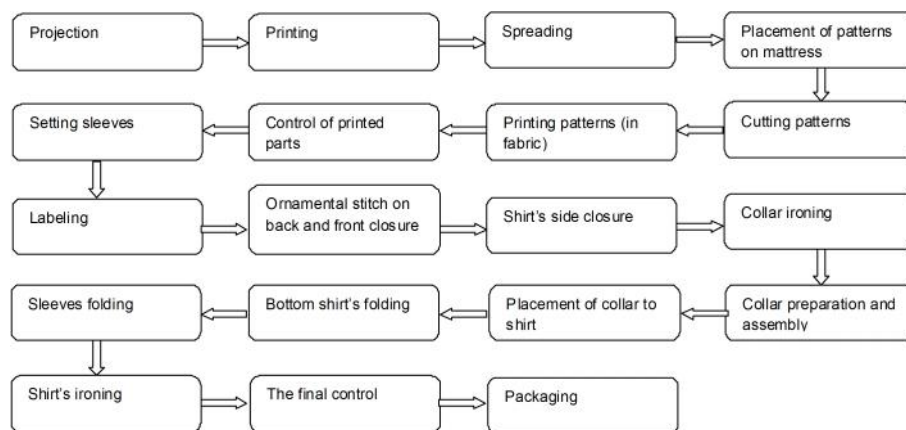 Projection
Printing
Spreading
Placement of patterns
on mattress
Setting sleeves
Control of printed
parts
Printing patterns (in
fabric)
Cutting patterns
Labeling
Ornamental stitch on
back and front closure
Shirt's side closure
Collar ironing
Sleeves folding
Bottom shirt's folding
Placement of collar to
shirt
Collar preparation and
assembly
Shirt's ironing
The final control
Packaging